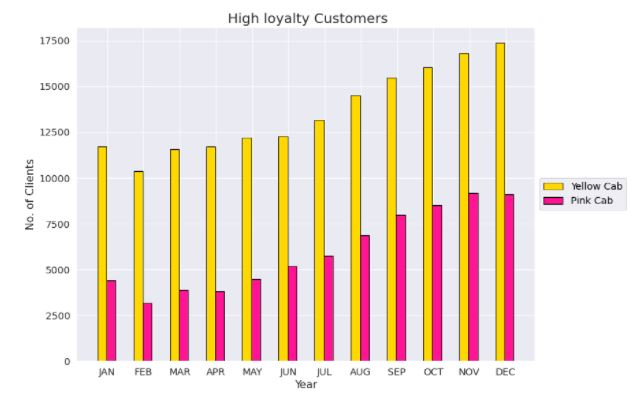 High loyalty Customers
17500
15000
12500
10000
7500
5000
2500
0
No. of Clients
JAN FEB MAR APR MAY JUN JUL AUG SEP OCT NOV DEC
Year
Yellow Cab
Pink Cab